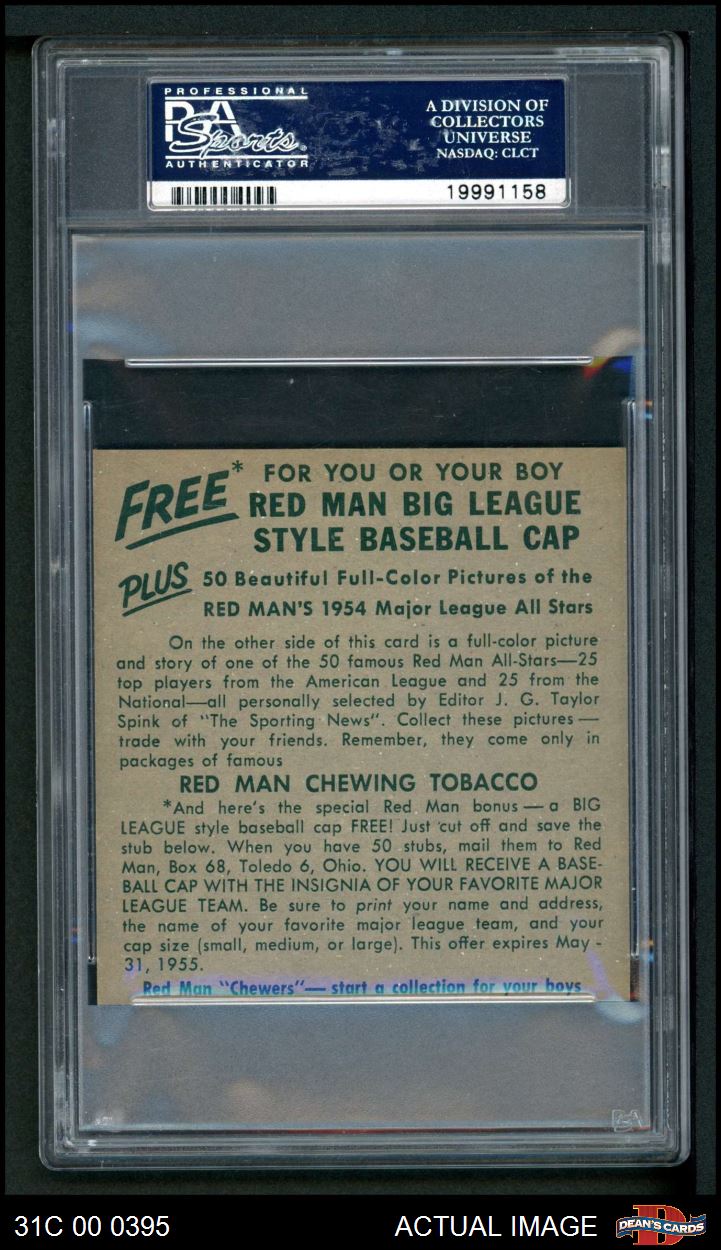 PROFESSIONAL
PSA
Sports
AUTHENTICATOR
A DIVISION OF
COLLECTORS
UNIVERSE
NASDAQ: CLCT
19991158
FREE* FOR YOU OR YOUR BOY
RED MAN BIG LEAGUE
STYLE BASEBALL CAP
PLUS 50 Beautiful Full-Color Pictures of the
RED MAN'S 1954 Major League All Stars
On the other side of this card is a full-color picture
and story of one of the 50 famous Red Man All-Stars—25
top players from the American League and 25 from the
National—all personally selected by Editor J. G. Taylor
Spink of "The Sporting News". Collect these pictures —
trade with your friends. Remember, they come only in
packages of famous
RED MAN CHEWING TOBACCO
*And here's the special Red Man bonus — a BIG
LEAGUE style baseball cap FREE! Just cut off and save the
stub below. When you have 50 stubs, mail them to Red
Man, Box 68, Toledo 6, Ohio. YOU WILL RECEIVE A BASE-
BALL CAP WITH THE INSIGNIA OF YOUR FAVORITE MAJOR
LEAGUE TEAM. Be sure to print your name and address,
the name of your favorite major league team, and your
cap size (small, medium, or large). This offer expires May -
31, 1955.
Red Man "Chewers"— start a collection for your boys
PSA
31C 00 0395
ACTUAL IMAGE
DEAN'S CARDS